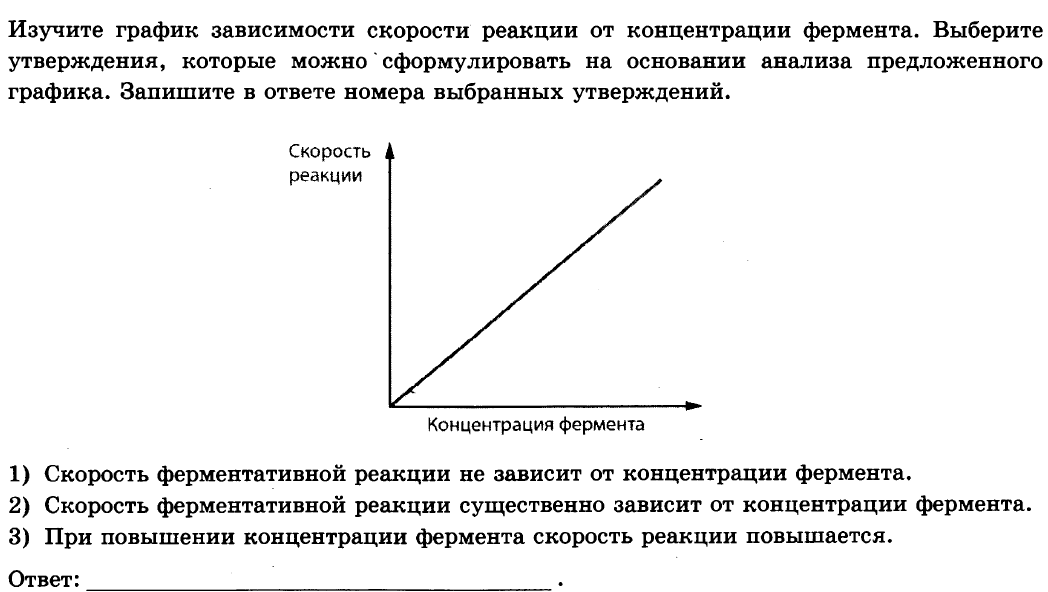 Изучите график зависимости скорости реакции от концентрации фермента. Выберите
утверждения, которые можно сформулировать на основании анализа предложенного
графика. Запишите в ответе номера выбранных утверждений.
Скорость
реакции
Концентрация фермента
1) Скорость ферментативной реакции не зависит от концентрации фермента.
2) Скорость ферментативной реакции существенно зависит от концентрации фермента.
3) При повышении концентрации фермента скорость реакции повышается.
Ответ: ______________________________ .